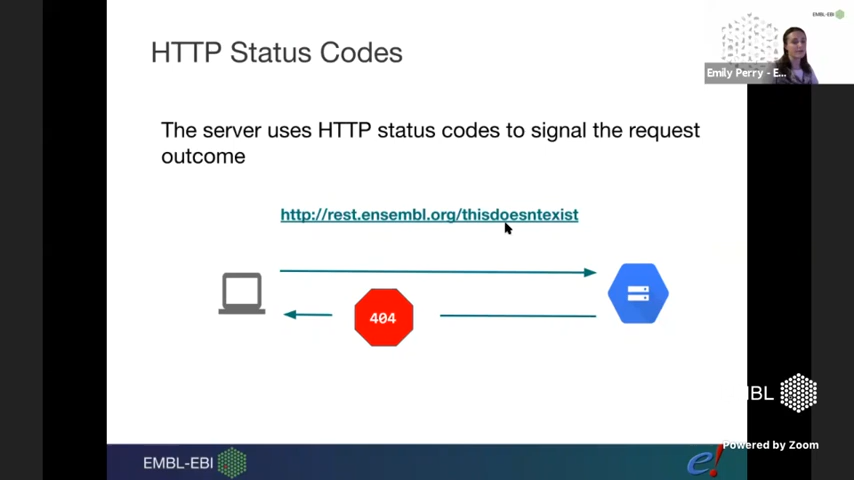 HTTP Status Codes
EMBL-EBI
Emily Perry - E...
The server uses HTTP status codes to signal the request
outcome
http://rest.ensembl.org/thisdoesntexist
404
MBL
Powered by Zoom
EMBL-EBI
e!